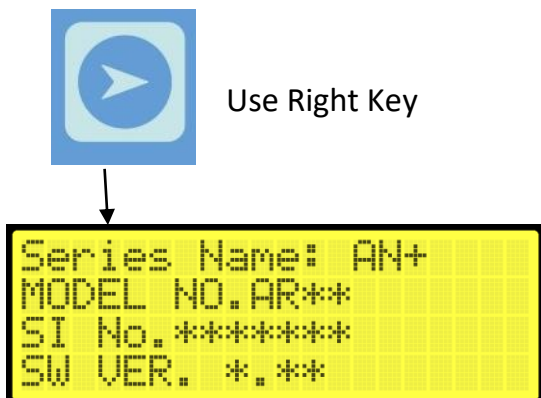 Use Right Key
Series Name: AN+
MODEL NO.AR**
SI No.*******
SW VER. *.**